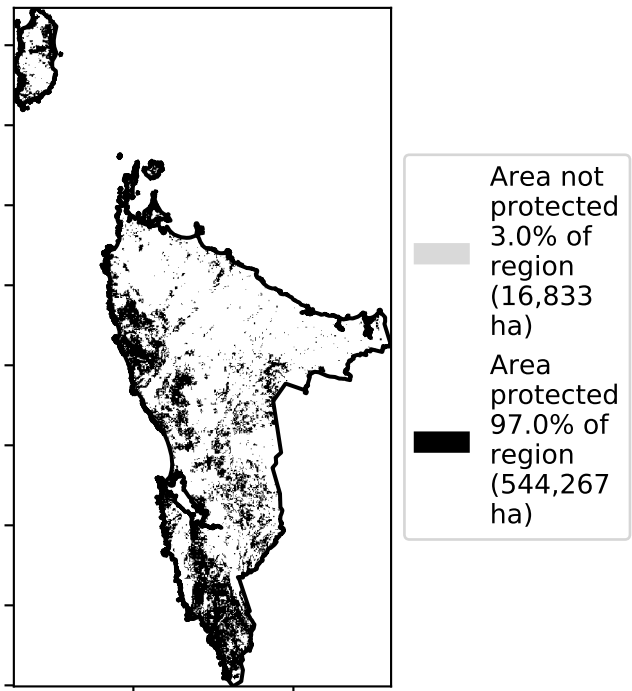 Area not
protected
3.0% of
region
(16,833
ha)
Area
protected
97.0% of
region
(544,267
ha)